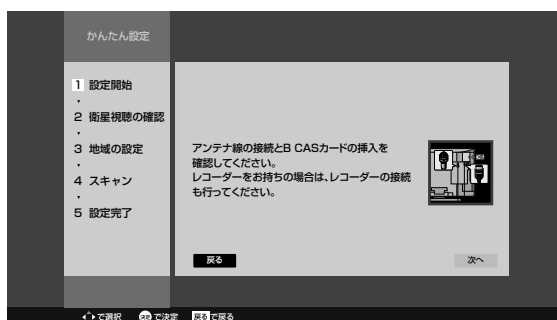 かんたん設定
1 設定開始
2 衛星視聴の確認
3 地域の設定
4 スキャン
5 設定完了
アンテナ線の接続とB CASカードの挿入を
確認してください。
レコーダーをお持ちの場合は、レコーダーの接続
も行ってください。
戻る
次へ
で選択 決定 で決定 戻る で戻る